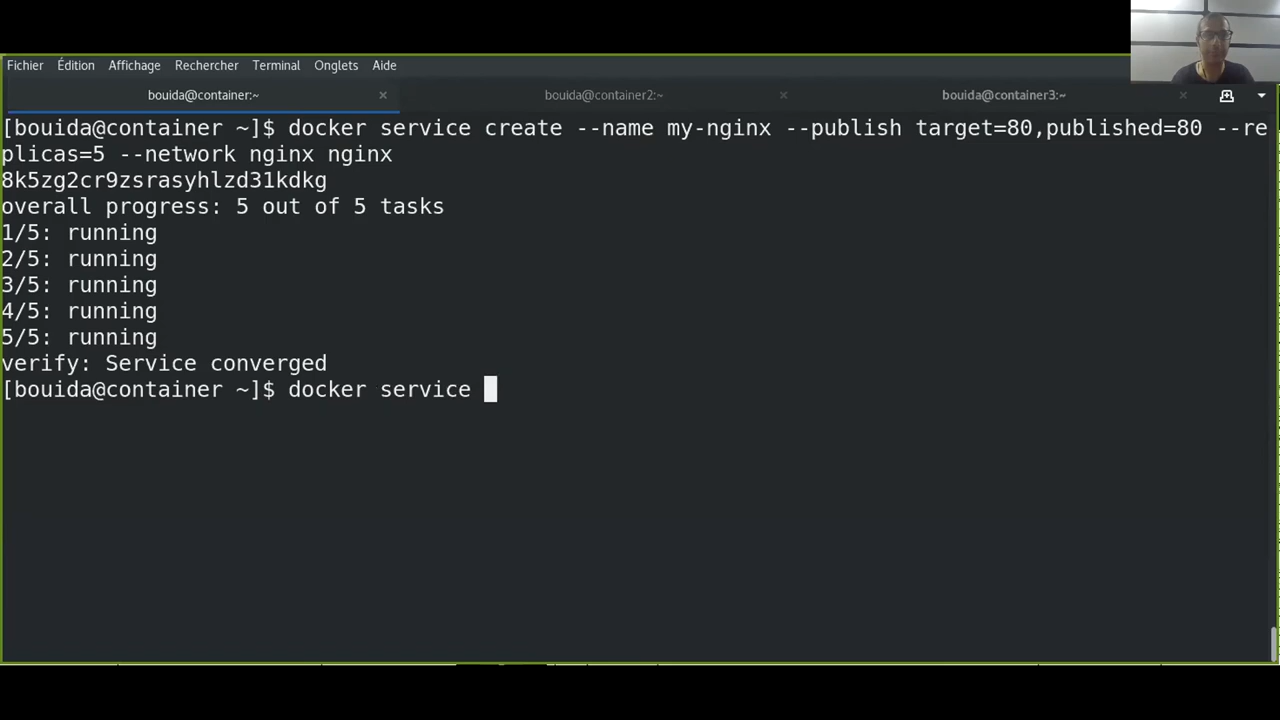 Fichier Édition Affichage Rechercher Terminal Onglets Aide
bouida@container:~ × bouida@container2:~ × bouida@container3:~ ×
[bouida@container ~]$ docker service create --name my-nginx --publish target=80,published=80 --re
plicas=5 --network nginx nginx
8k5zg2cr9zsrasyhlzd31kdkg
overall progress: 5 out of 5 tasks
1/5: running
2/5: running
3/5: running
4/5: running
5/5: running
verify: Service converged
[bouida@container ~]$ docker service